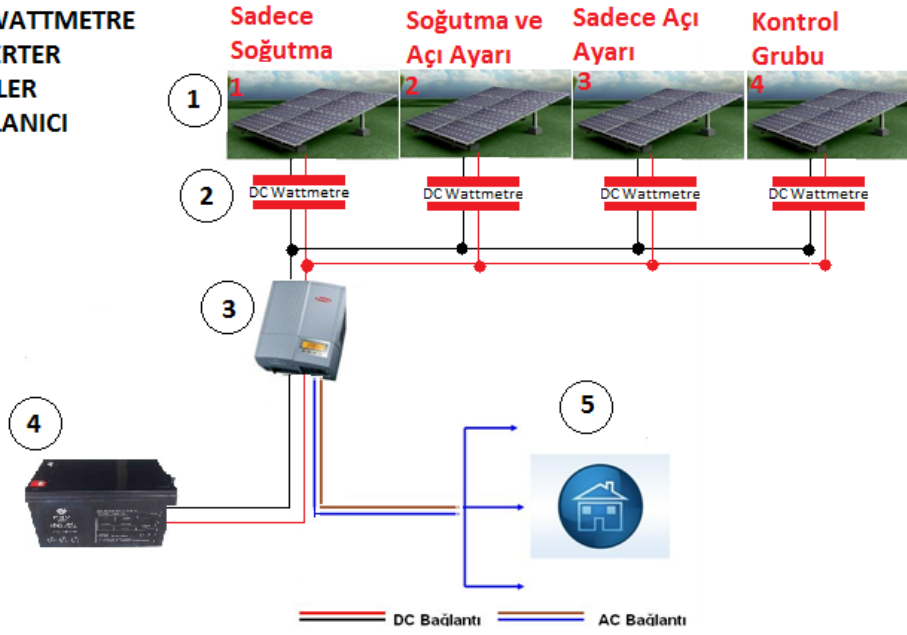 WATTMETRE
ERTER
LER
LANICI
Sadece
Soğutma
Soğutma ve
Açı Ayarı
Sadece Açı
Ayarı
Kontrol
Grubu
1
1
2
3
4
2
DC Wattmetre
DC Wattmetre
DC Wattmetre
DC Wattmetre
3
4
5
DC Bağlantı
AC Bağlantı